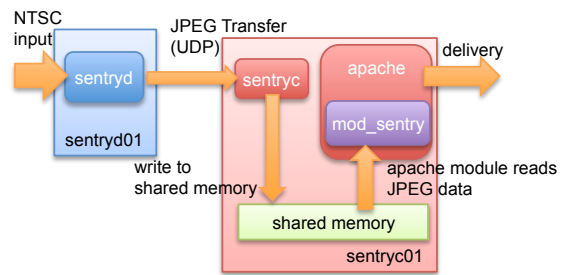 NTSC
input
JPEG Transfer
(UDP)
sentryd
sentryd01
sentryc
apache
mod_sentry
delivery
write to
shared memory
apache module reads
JPEG data
shared memory
sentryc01